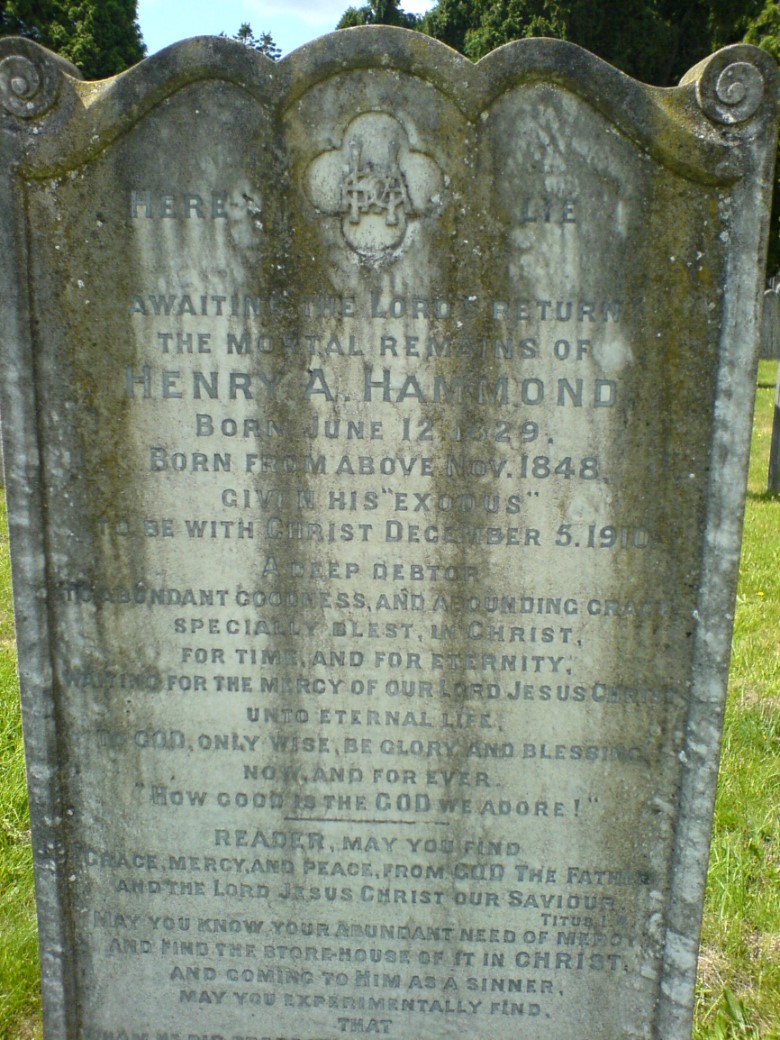 HERE LIE
HAH
AWAITING THE LORD'S RETURN
THE MORTAL REMAINS OF
HENRY A. HAMMOND,
BORN JUNE 12, 1829.
BORN FROM ABOVE NOV. 1848.
GIVEN HIS "EXODUS"
TO BE WITH CHRIST DECEMBER 5. 1910.
A DEEP DEBTOR
TO ABUNDANT GOODNESS, AND ABOUNDING GRACE
SPECIALLY BLEST, IN CHRIST,
FOR TIME, AND FOR ETERNITY,
WAITING FOR THE MERCY OF OUR LORD JESUS CHRIST
UNTO ETERNAL LIFE,
TO GOD, ONLY WISE, BE GLORY AND BLESSING,
NOW, AND FOR EVER.
"HOW GOOD IS THE GOD WE ADORE!"
READER, MAY YOU FIND
GRACE, MERCY, AND PEACE, FROM GOD THE FATHER
AND THE LORD JESUS CHRIST OUR SAVIOUR
TITUS 1.4.
MAY YOU KNOW, YOUR ABUNDANT NEED OF MERCY
AND FIND THE STORE-HOUSE OF IT IN CHRIST,
AND COMING TO HIM AS A SINNER,
MAY YOU EXPERIMENTALLY FIND,
THAT